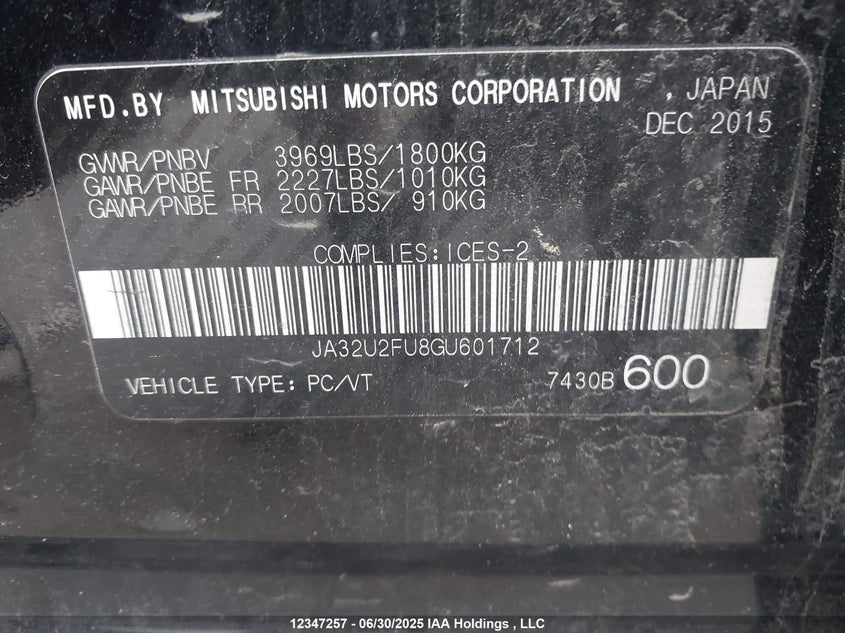 MFD.BY MITSUBISHI MOTORS CORPORATION , JAPAN
DEC 2015
GVWR/PNBV 3969LBS/1800KG
GAWR/PNBE FR 2227LBS/1010KG
GAWR/PNBE RR 2007LBS/ 910KG
COMPLIES:ICES-2
JA32U2FU8GU601712
VEHICLE TYPE: PC/VT 7430B 600
12347257 - 06/30/2025 IAA Holdings , LLC